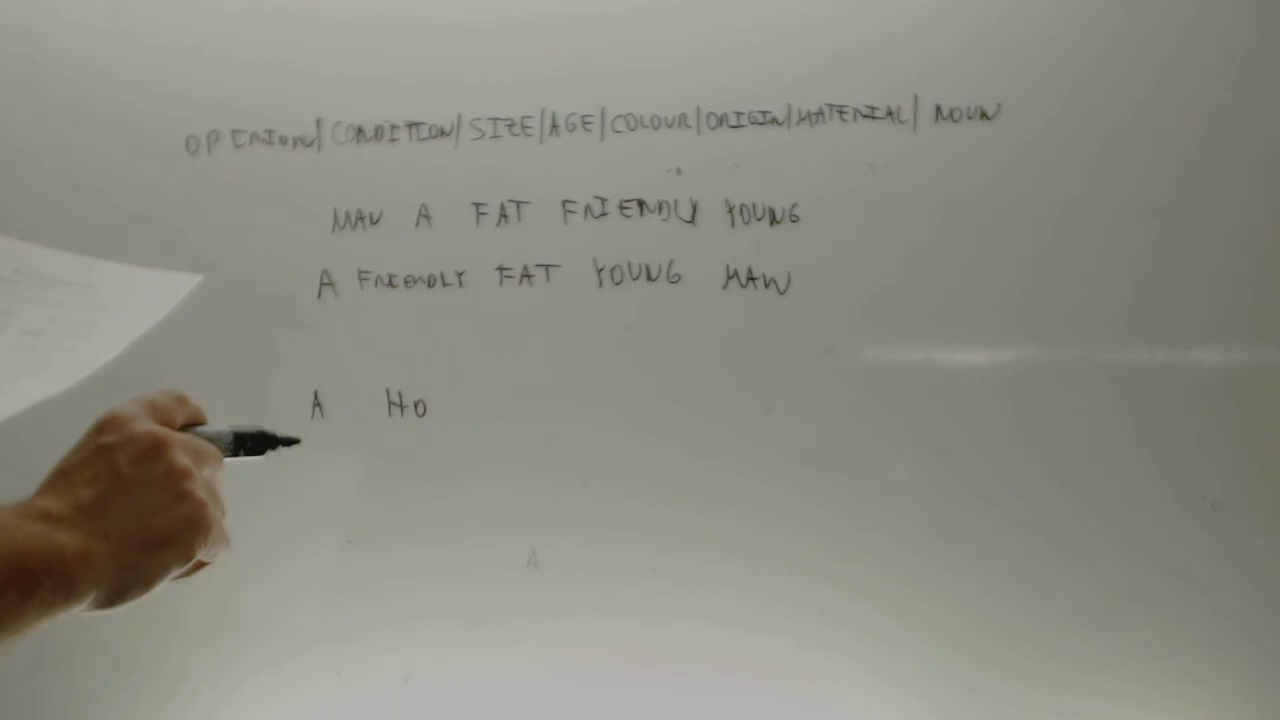 OPINION/CONDITION/SIZE/AGE/COLOUR/ORIGIN/MATERIAL/NOUN
MAN A FAT FRIENDLY YOUNG
A FRIENDLY FAT YOUNG MAN
A HO